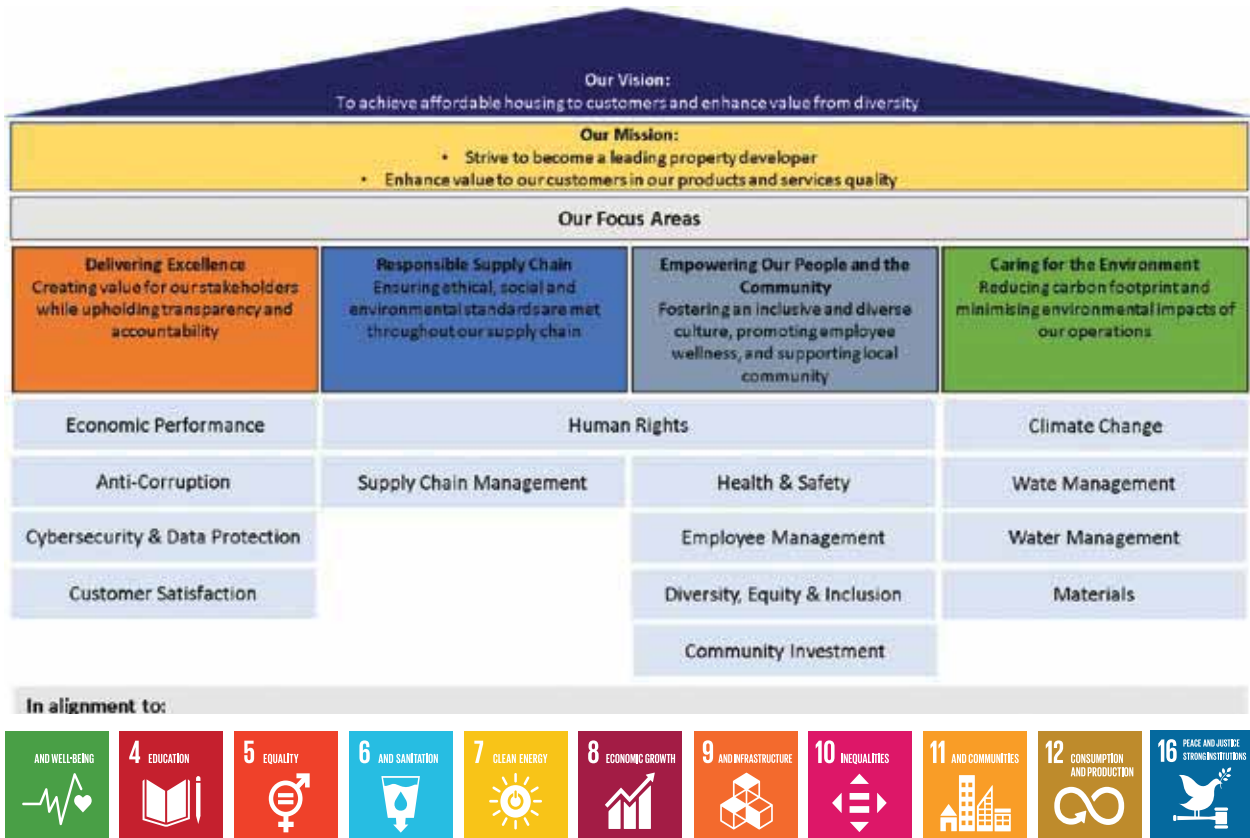 Our Vision:
To achieve affordable housing to customers and enhance value from diversity
Our Mission:
• Strive to become a leading property developer
• Enhance value to our customers in our products and services quality
Our Focus Areas
Delivering Excellence
Creating value for our stakeholders
while upholding transparency and
accountability
Responsible Supply Chain
Ensuring ethical, social and
environmental standards are met
throughout our supply chain
Empowering Our People and the
Community
Fostering an inclusive and diverse
culture, promoting employee
wellness, and supporting local
community
Caring for the Environment
Reducing carbon footprint and
minimising environmental impacts of
our operations
Economic Performance
Human Rights
Climate Change
Anti-Corruption
Supply Chain Management
Health & Safety
Wate Management
Cybersecurity & Data Protection
Employee Management
Water Management
Customer Satisfaction
Diversity, Equity & Inclusion
Materials
Community Investment
In alignment to:
AND WELL-BEING
4 EDUCATION
5 EQUALITY
6 AND SANITATION
7 CLEAN ENERGY
8 ECONOMIC GROWTH
9 AND INFRASTRUCTURE
10 INEQUALITIES
11 AND COMMUNITIES
12 CONSUMPTION
AND PRODUCTION
16 PEACE AND JUSTICE
STRONG INSTITUTIONS